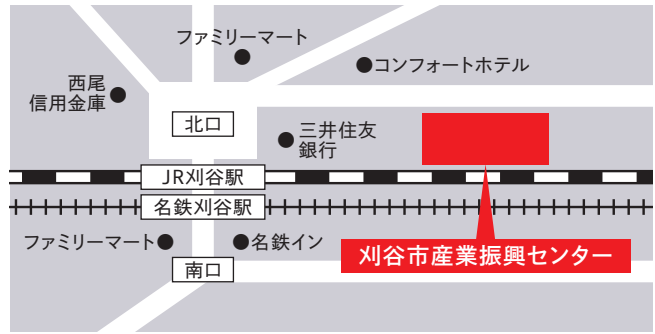 ファミリーマート
コンフォートホテル
西尾
信用金庫
北口
三井住友
銀行
JR刈谷駅
名鉄刈谷駅
ファミリーマート
名鉄イン
刈谷市産業振興センター
南口